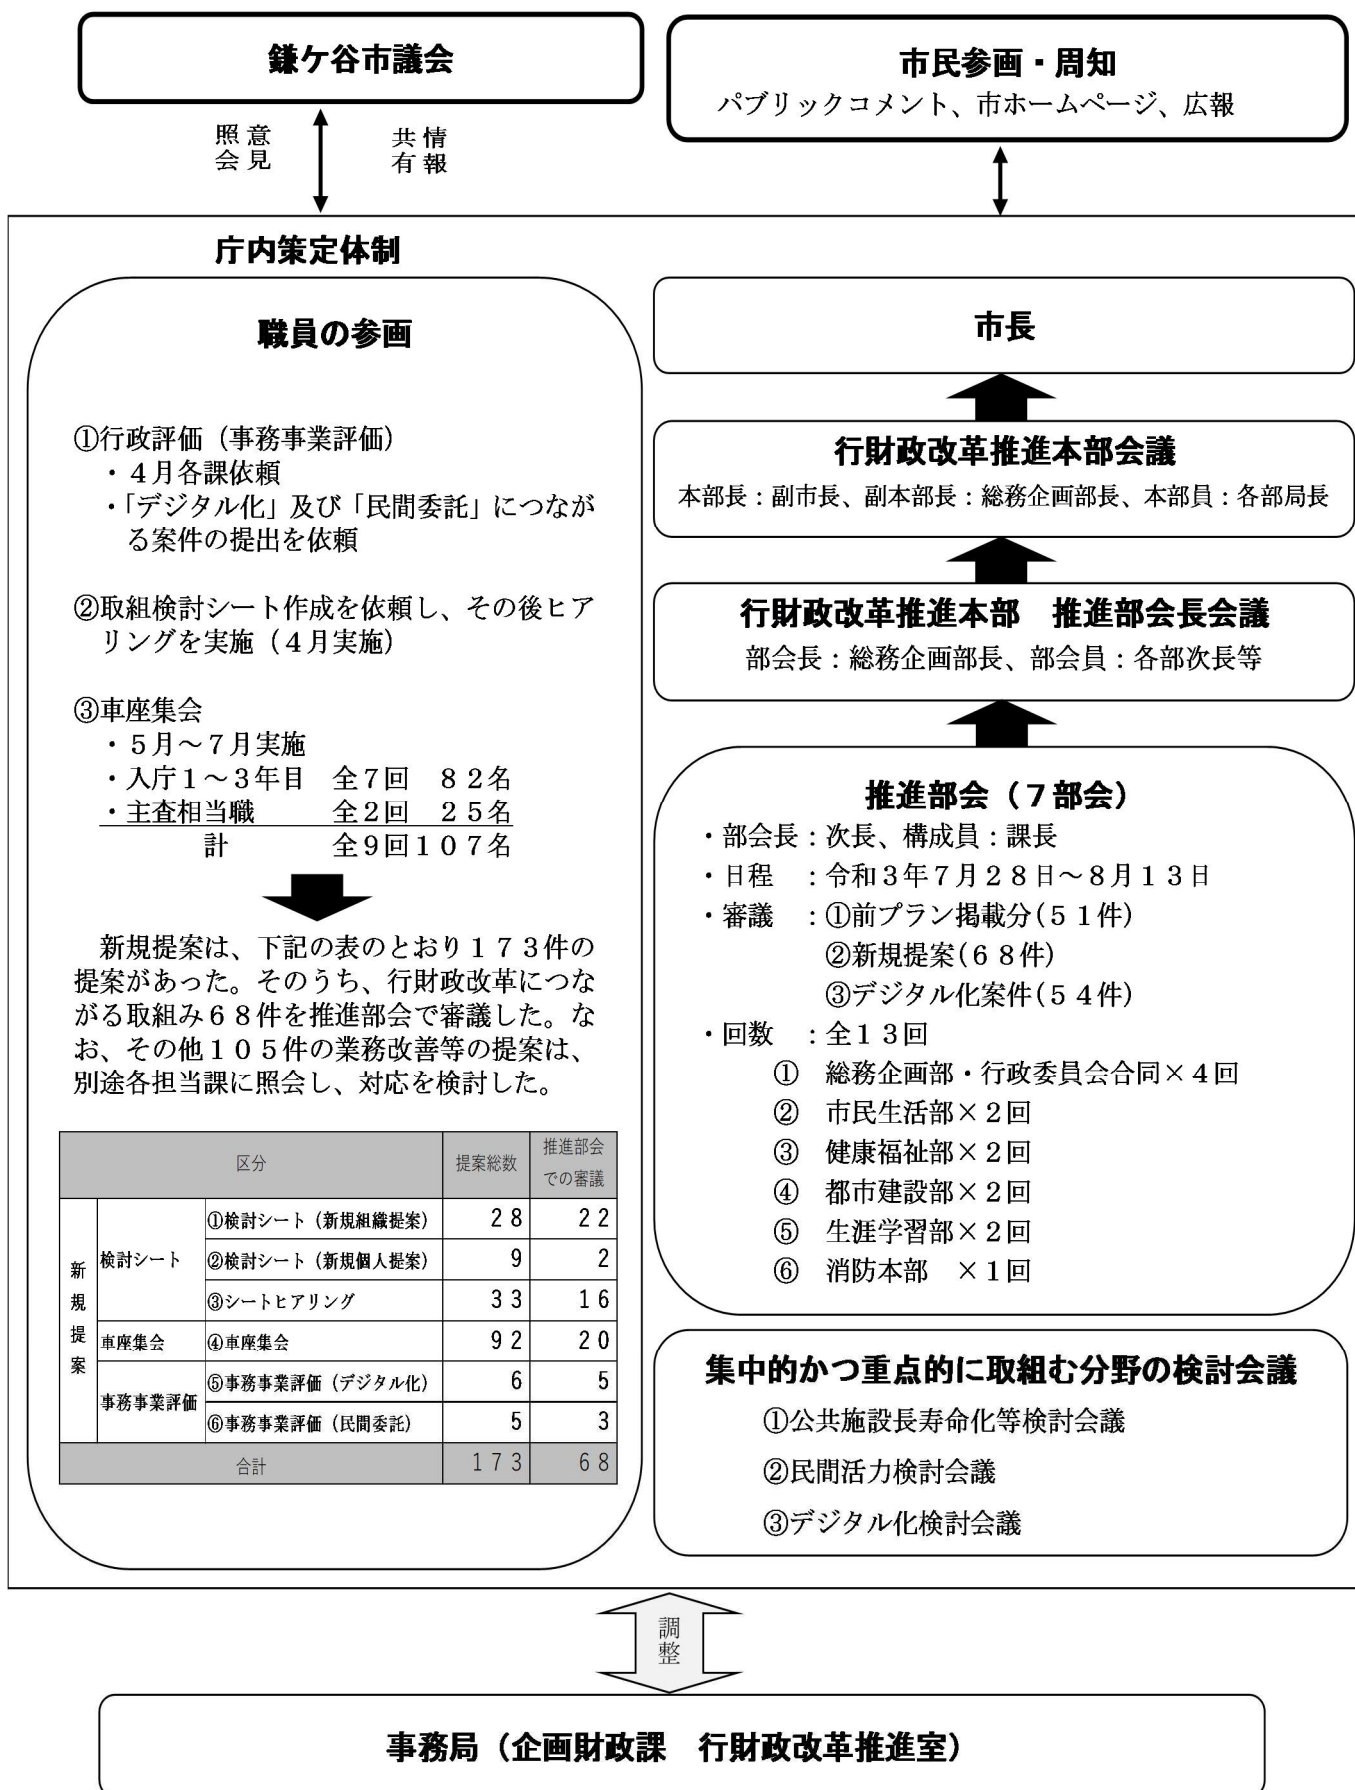 鎌ケ谷市議会
市民参画・周知
パブリックコメント、市ホームページ、広報
意見
照会
情報
共有
庁内策定体制
職員の参画
①行政評価（事務事業評価）
・４月各課依頼
・「デジタル化」及び「民間委託」につなが
る案件の提出を依頼
②取組検討シート作成を依頼し、その後ヒア
リングを実施（４月実施）
③車座集会
・５月～７月実施
・入庁１～３年目　全７回　８２名
・主査相当職　全２回　２５名
計　全９回１０７名
新規提案は、下記の表のとおり１７３件の
提案があった。そのうち、行財政改革につな
がる取組み６８件を推進部会で審議した。な
お、その他１０５件の業務改善等の提案は、
別途各担当課に照会し、対応を検討した。
区分　提案総数　推進部会
での審議
新規提案
検討シート
①検討シート（新規組織提案）　２８　２２
②検討シート（新規個人提案）　９　２
③シートヒアリング　３３　１６
車座集会　④車座集会　９２　２０
事務事業評価
⑤事務事業評価（デジタル化）　６　５
⑥事務事業評価（民間委託）　５　３
合計　１７３　６８
市長
行財政改革推進本部会議
本部長：副市長、副本部長：総務企画部長、本部員：各部局長
行財政改革推進本部　推進部会長会議
部会長：総務企画部長、部会員：各部次長等
推進部会（７部会）
・部会長：次長、構成員：課長
・日程　：令和３年７月２８日～８月１３日
・審議　：①前プラン掲載分(５１件)
②新規提案(６８件)
③デジタル化案件(５４件)
・回数　：全１３回
①　総務企画部・行政委員会合同×４回
②　市民生活部×２回
③　健康福祉部×２回
④　都市建設部×２回
⑤　生涯学習部×２回
⑥　消防本部　×１回
集中的かつ重点的に取組む分野の検討会議
①公共施設長寿命化等検討会議
②民間活力検討会議
③デジタル化検討会議
調整
事務局（企画財政課　行財政改革推進室）